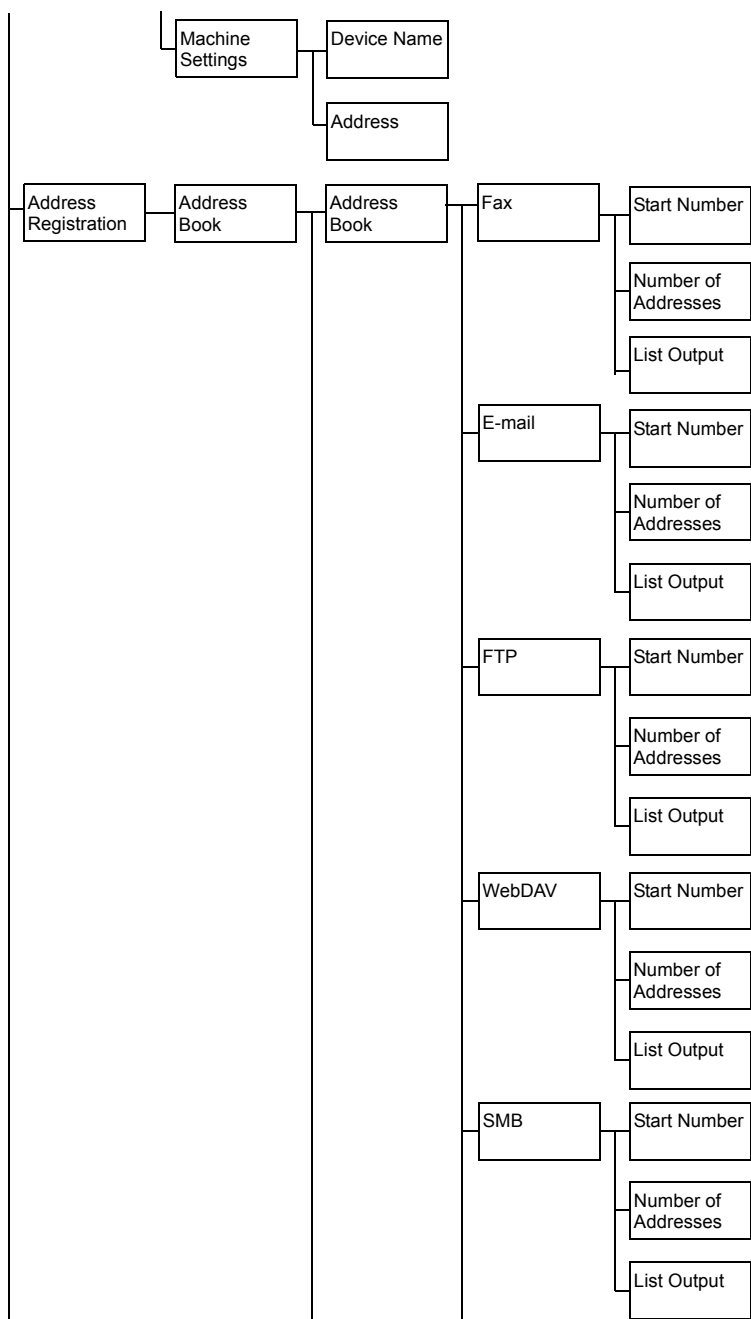 Machine
Settings
Device Name
Address
Address
Registration
Address
Book
Address
Book
Fax
Start Number
Number of
Addresses
List Output
E-mail
Start Number
Number of
Addresses
List Output
FTP
Start Number
Number of
Addresses
List Output
WebDAV
Start Number
Number of
Addresses
List Output
SMB
Start Number
Number of
Addresses
List Output